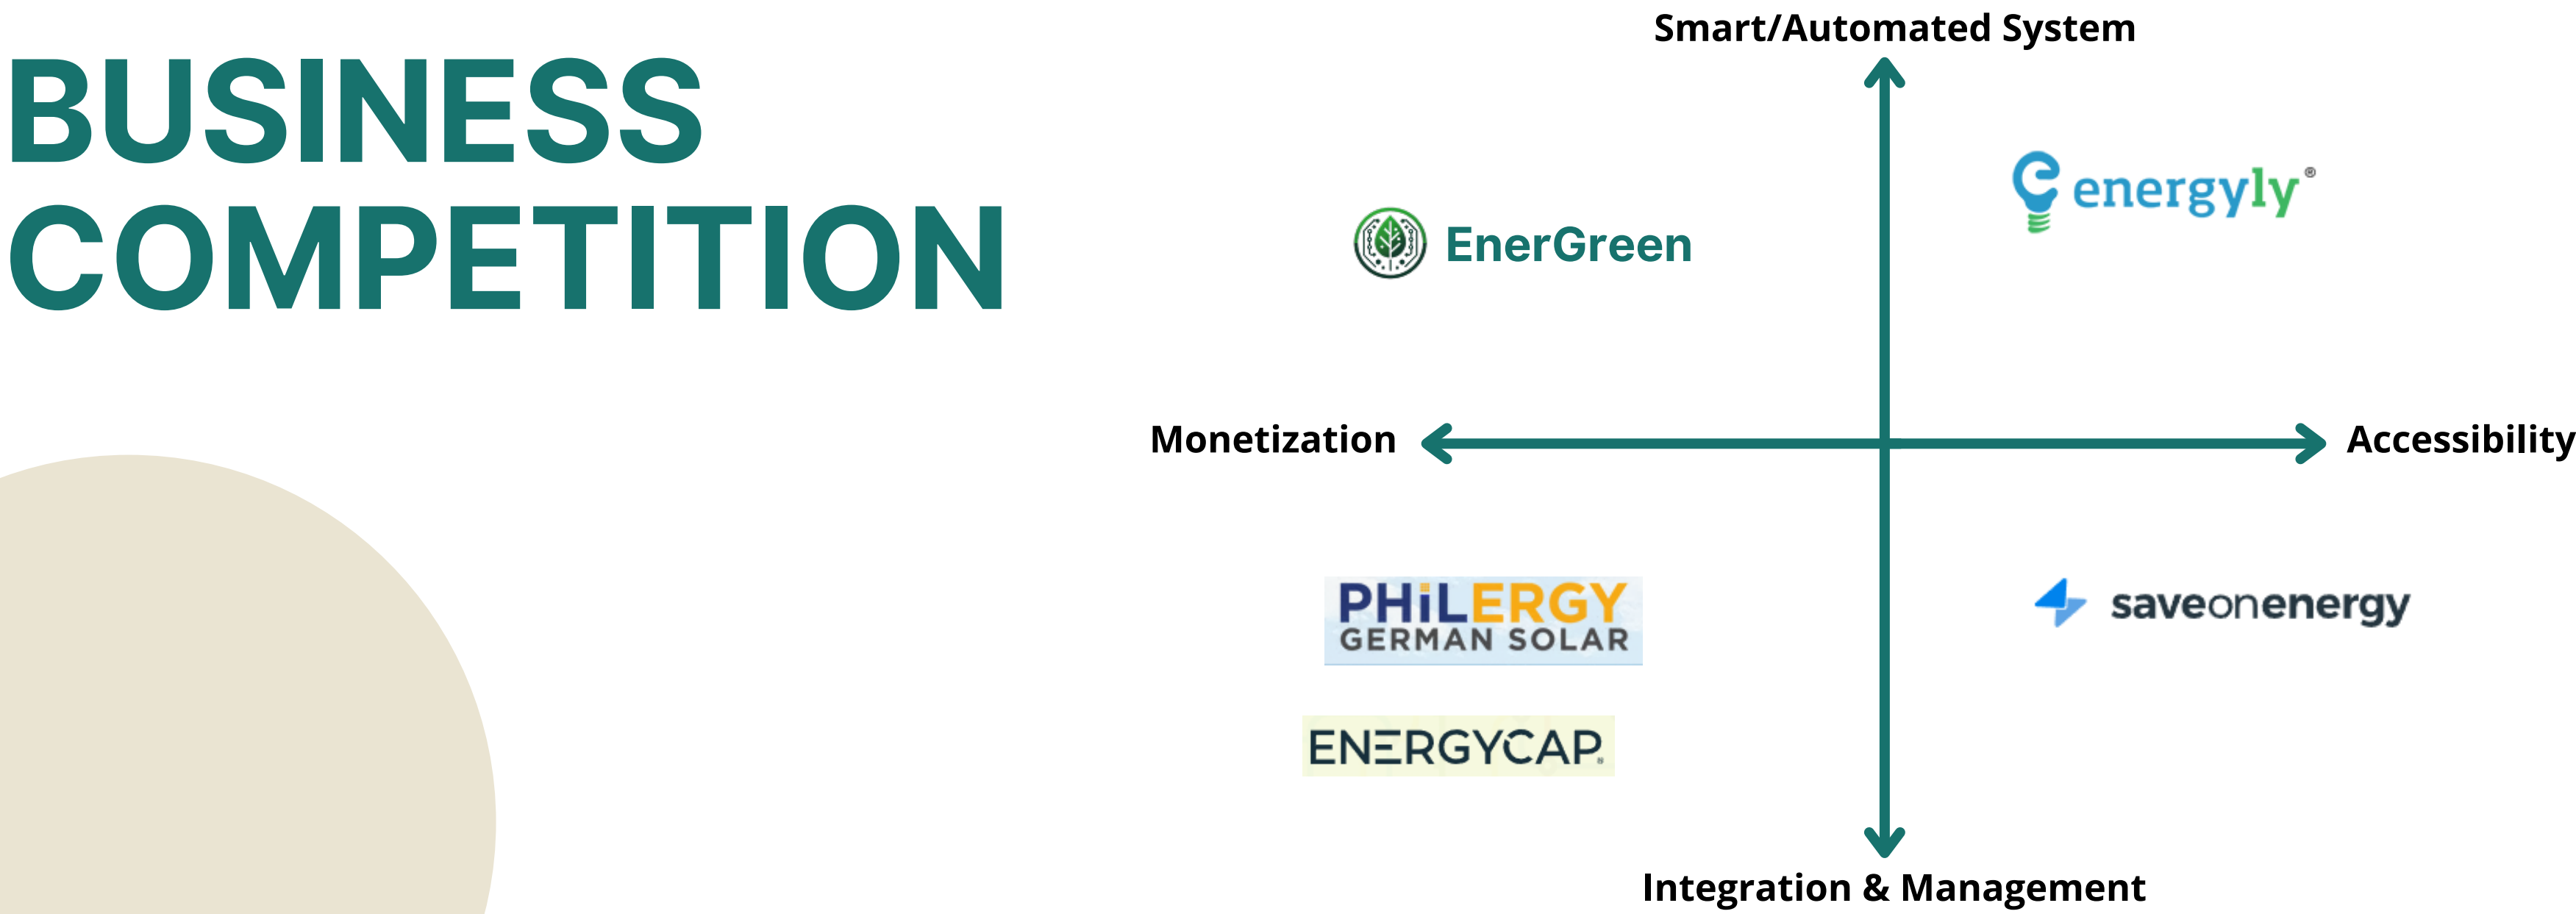 BUSINESS
COMPETITION
Smart/Automated System
energyly®
EnerGreen
Monetization
Accessibility
PHiLERGY
GERMAN SOLAR
saveonenergy
ENERGYCAP
Integration & Management